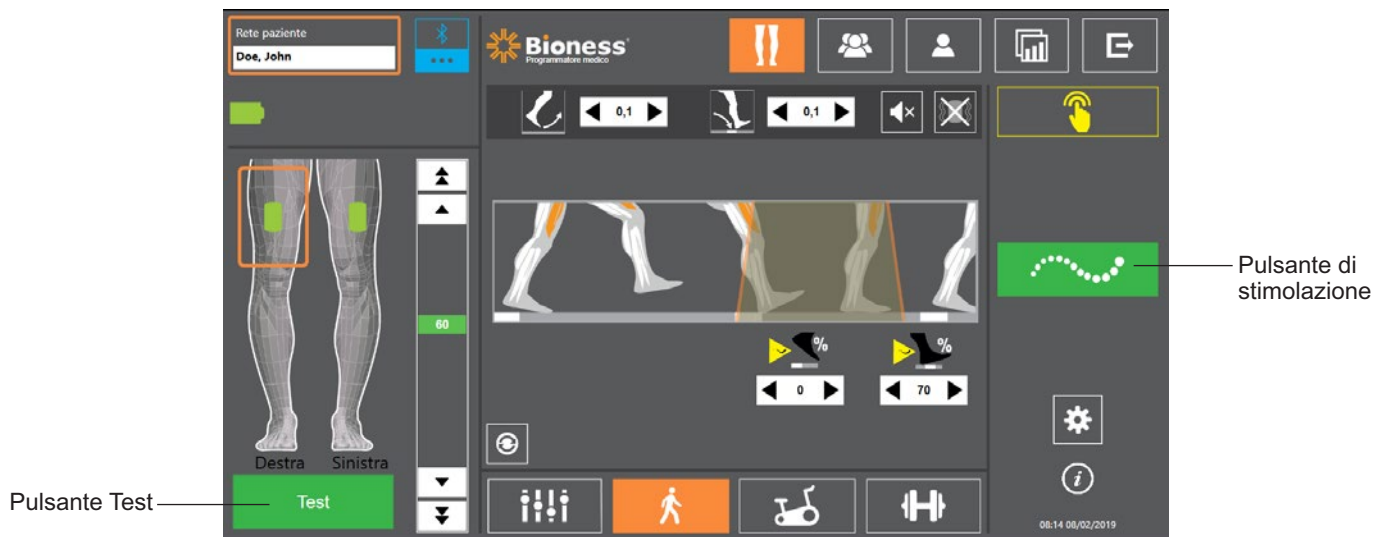 Rete paziente
Doe, John
Bioness®
Programmatore medico
0,1
0,1
60
%
%
0
70
Destra Sinistra
Test
08:14 08/02/2019
Pulsante di
stimolazione
Pulsante Test